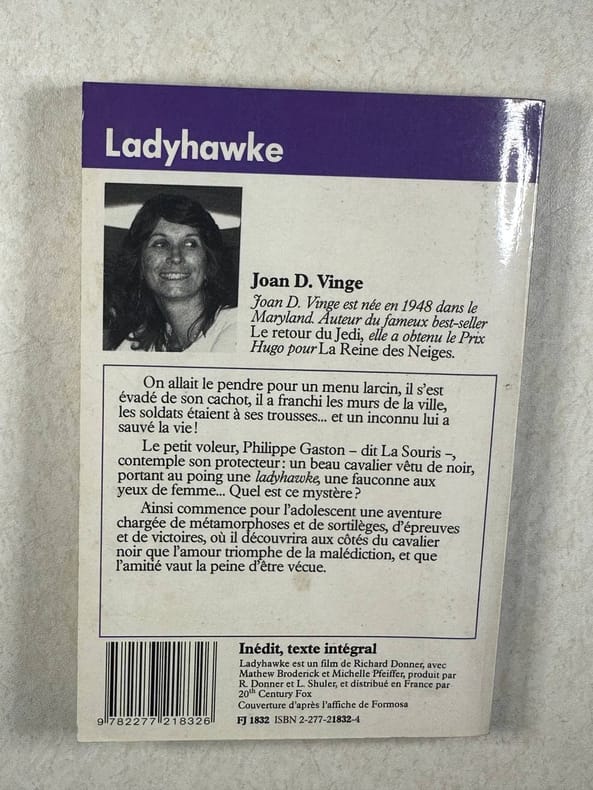 Ladyhawke
Joan D. Vinge
Joan D. Vinge est née en 1948 dans le
Maryland. Auteur du fameux best-seller
Le retour du Jedi, elle a obtenu le Prix
Hugo pour La Reine des Neiges.
On allait le pendre pour un menu larcin, il s'est
évadé de son cachot, il a franchi les murs de la ville,
les soldats étaient à ses trousses... et un inconnu lui a
sauvé la vie !
Le petit voleur, Philippe Gaston – dit La Souris –,
contemple son protecteur : un beau cavalier vêtu de noir,
portant au poing une ladyhawke, une fauconne aux
yeux de femme... Quel est ce mystère ?
Ainsi commence pour l'adolescent une aventure
chargée de métamorphoses et de sortilèges, d'épreuves
et de victoires, où il découvrira aux côtés du cavalier
noir que l'amour triomphe de la malédiction, et que
l'amitié vaut la peine d'être vécue.
Inédit, texte intégral
Ladyhawke est un film de Richard Donner, avec
Mathew Broderick et Michelle Pfeiffer, produit par
R. Donner et L. Shuler, et distribué en France par
20th Century Fox
Couverture d'après l'affiche de Formosa
FJ 1832 ISBN 2-277-21832-4
9 782277 218326